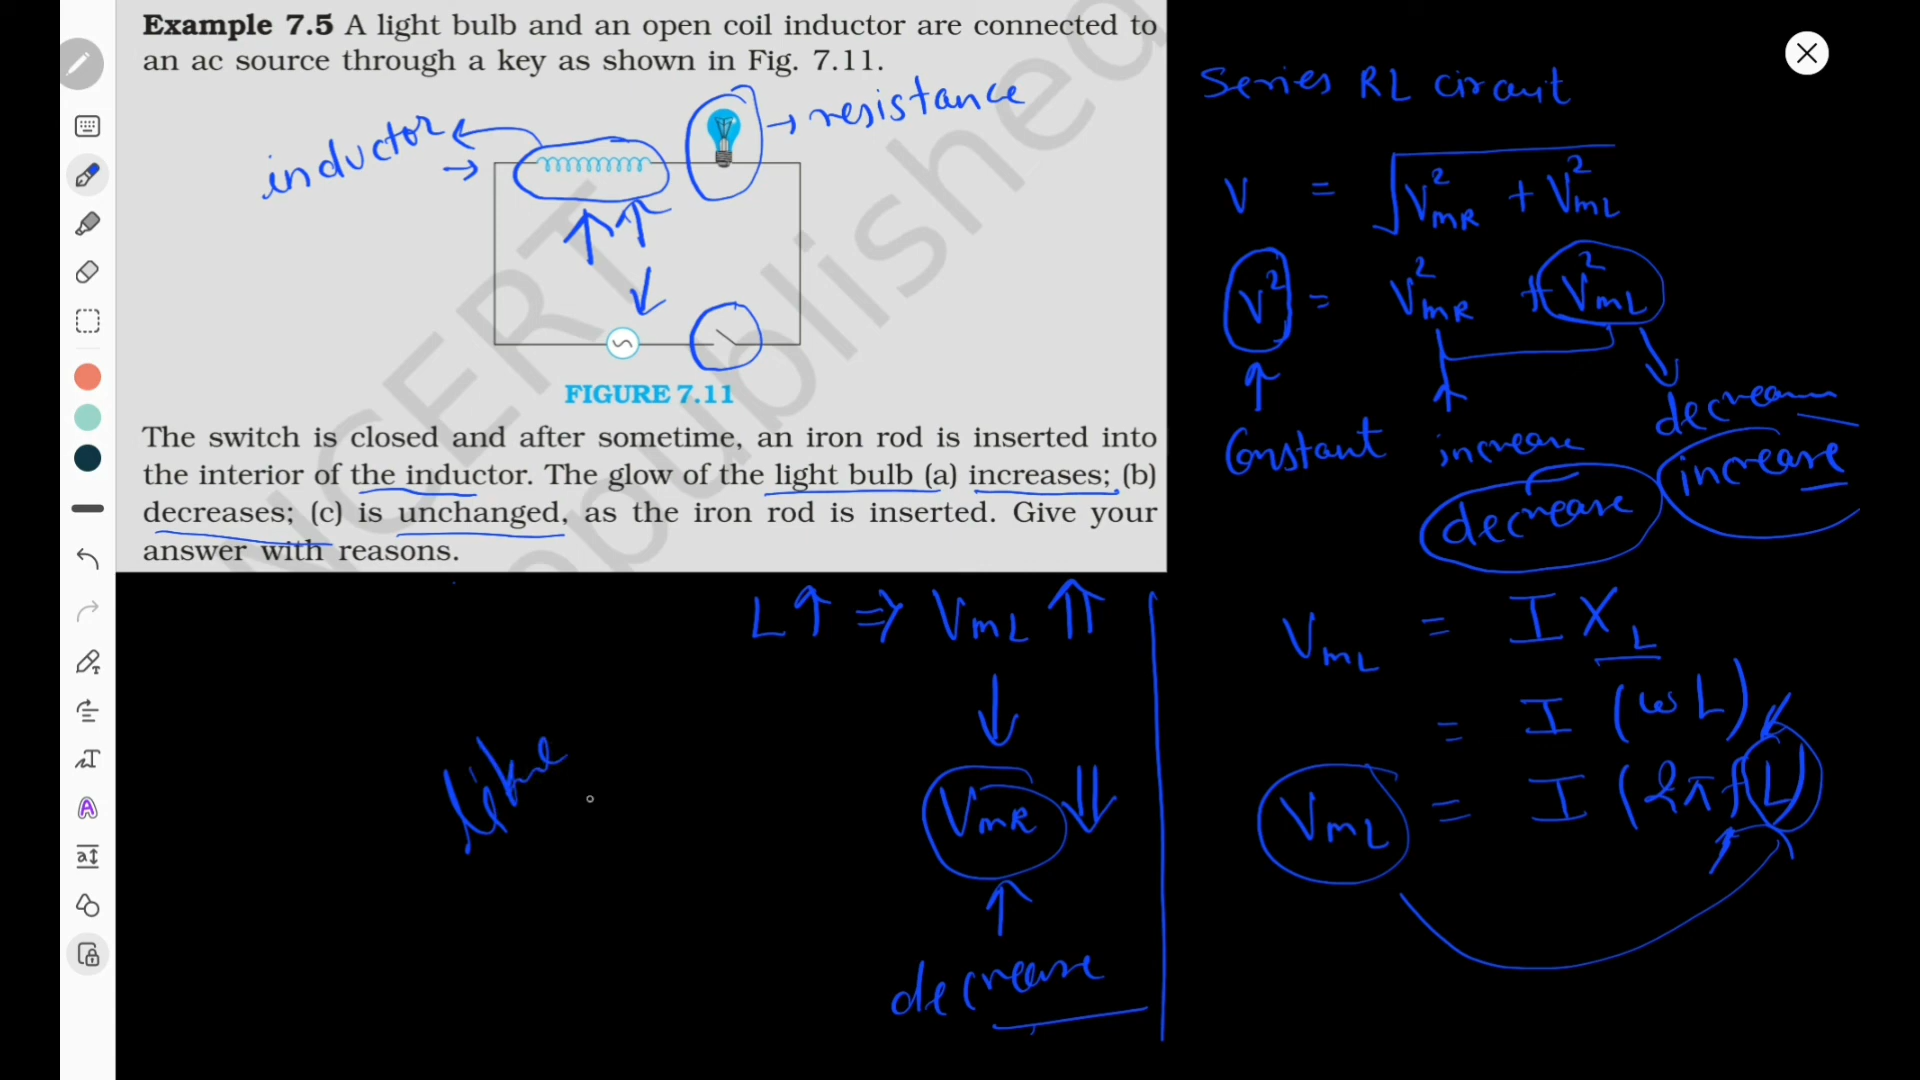 Example 7.5 A light bulb and an open coil inductor are connected to
an ac source through a key as shown in Fig. 7.11.
inductor
resistance
FIGURE 7.11
The switch is closed and after sometime, an iron rod is inserted into
the interior of the inductor. The glow of the light bulb (a) increases; (b)
decreases; (c) is unchanged, as the iron rod is inserted. Give your
answer with reasons.
NCERT
republished
Series RL circuit
V = √V²mR + V²mL
V² = V²mR + V²mL
Constant increase decrease
decrease increase
L↑ ⇒ VmL ↑
VmR ↓
decrease
VmL = I XL
= I (ωL)
VmL = I (2πfL)
like